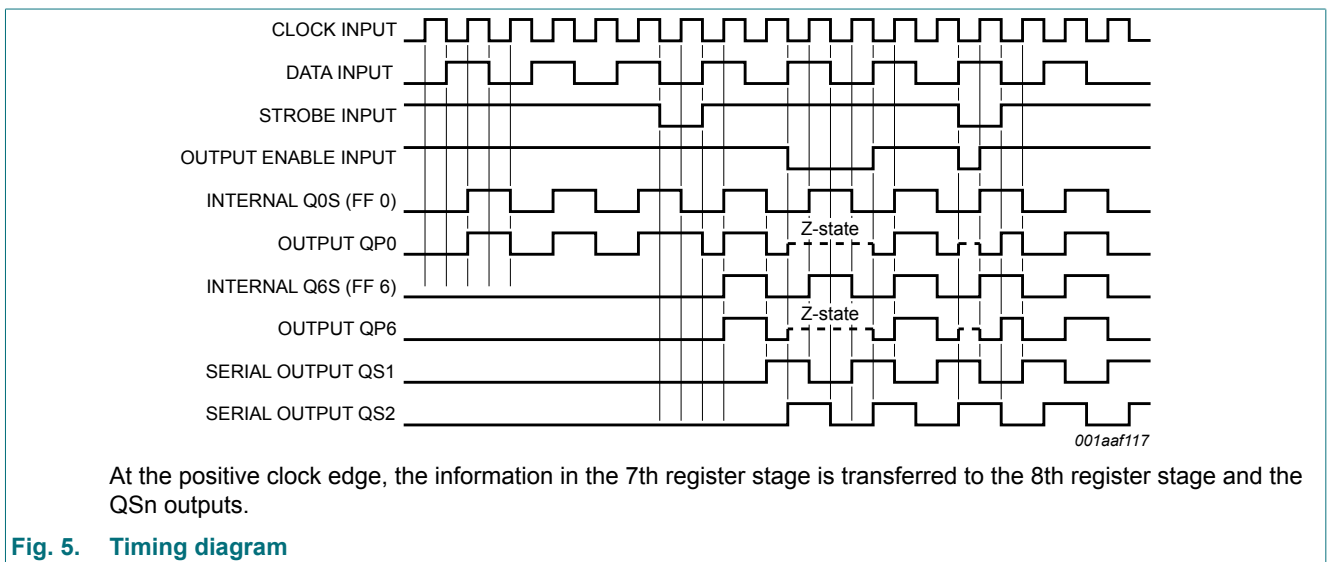 CLOCK INPUT
DATA INPUT
STROBE INPUT
OUTPUT ENABLE INPUT
INTERNAL Q0S (FF 0)
Z-state
OUTPUT QP0
INTERNAL Q6S (FF 6)
Z-state
OUTPUT QP6
SERIAL OUTPUT QS1
SERIAL OUTPUT QS2
001aaf117
At the positive clock edge, the information in the 7th register stage is transferred to the 8th register stage and the
QSn outputs.
Fig. 5. Timing diagram